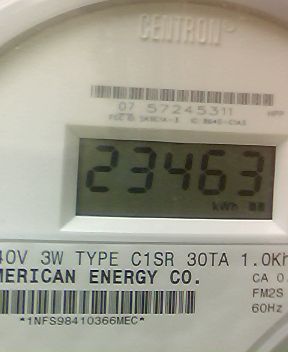 CENTRON®
07 57245311
23463
kWh 88
40V 3W TYPE C1SR 30TA 1.0Kh
MERICAN ENERGY CO.
CA 0.
FM2S
60Hz
*1NFS98410366MEC*